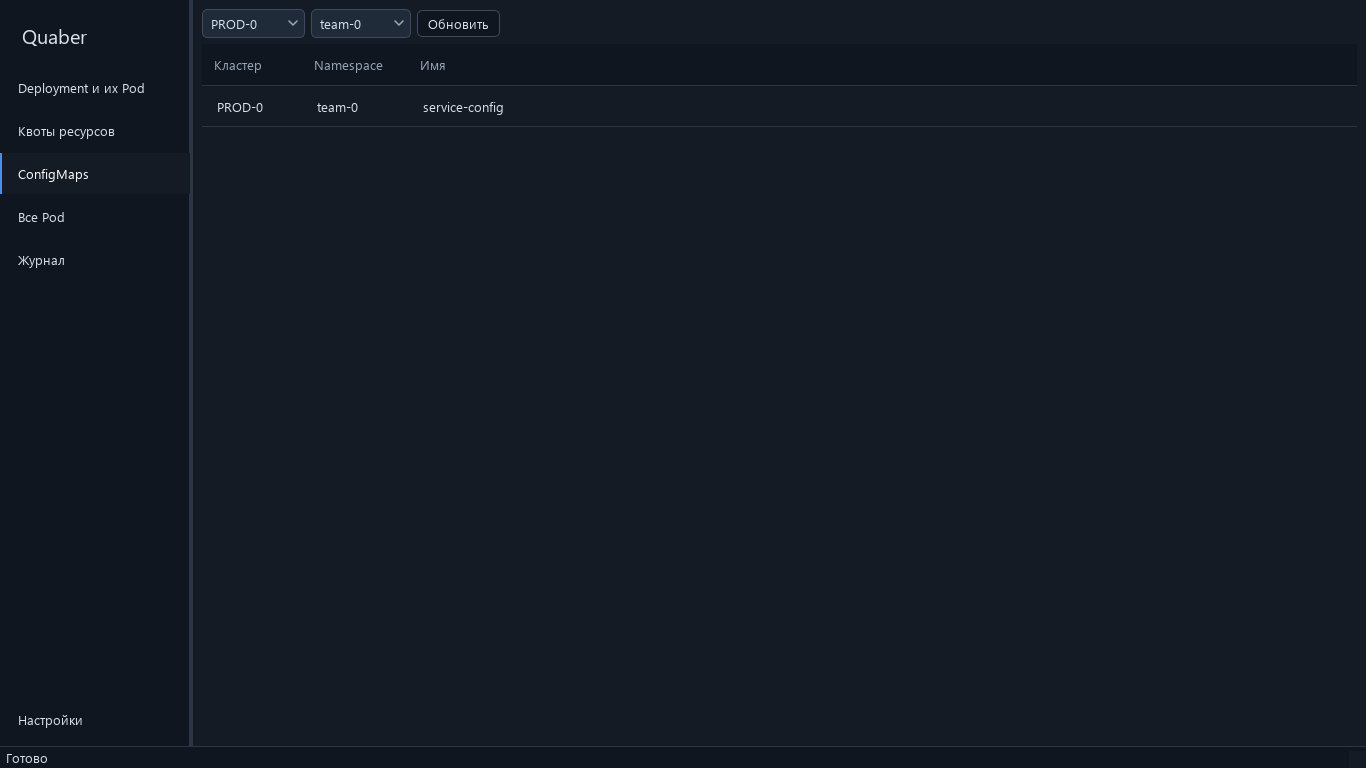 Quaber
Deployment и их Pod
Квоты ресурсов
ConfigMaps
Все Pod
Журнал
Настройки
PROD-0 team-0 Обновить
Кластер Namespace Имя
PROD-0 team-0 service-config
Готово